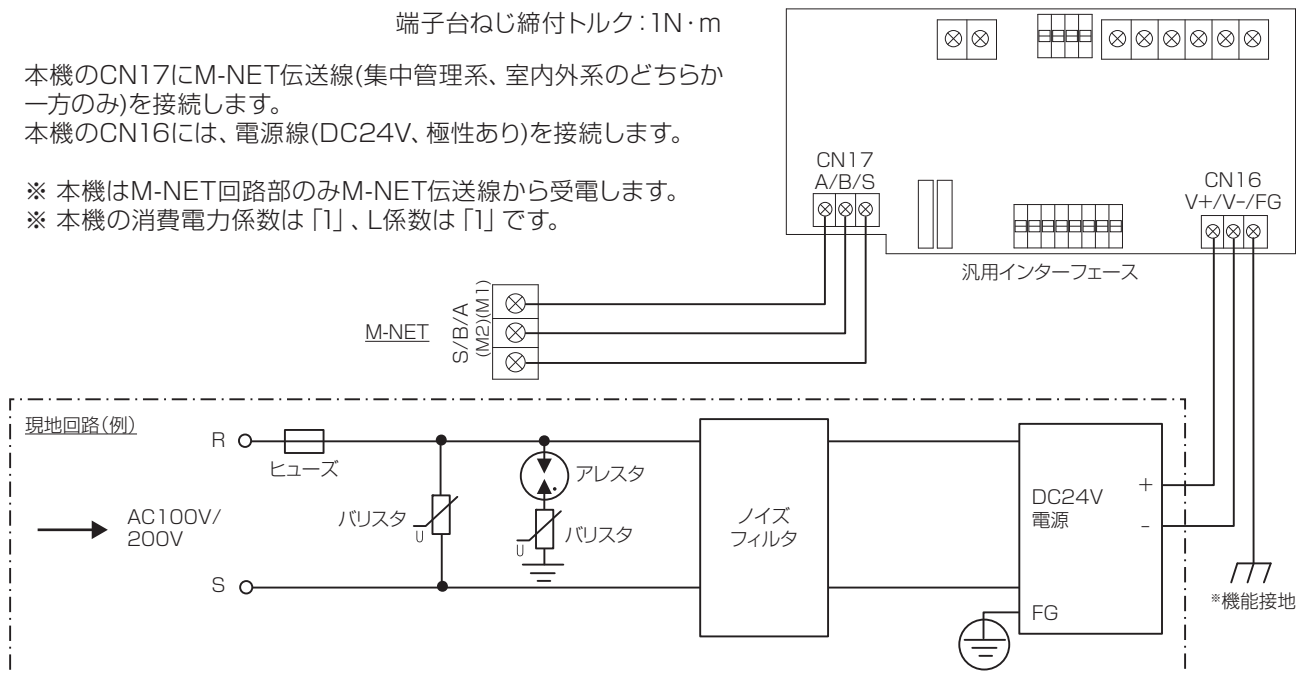 端子台ねじ締付トルク：1N・m
本機のCN17にM-NET伝送線(集中管理系、室内外系のどちらか
一方のみ)を接続します。
本機のCN16には、電源線(DC24V、極性あり)を接続します。
※ 本機はM-NET回路部のみM-NET伝送線から受電します。
※ 本機の消費電力係数は「1」、L係数は「1」です。
CN17
A/B/S
CN16
V+/V-/FG
汎用インターフェース
M-NET
S/B/A
(M2)(M1)
現地回路(例)
R
ヒューズ
アレスタ
AC100V/
200V
バリスタ
U
バリスタ
U
ノイズ
フィルタ
DC24V
電源
+
-
S
FG
※機能接地